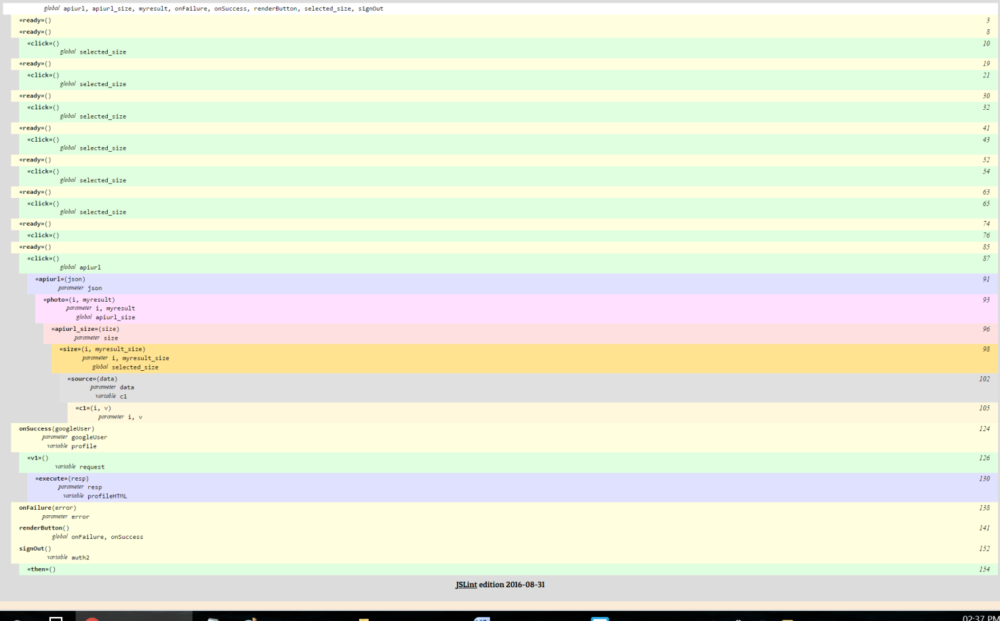 global apiurl, apiurl_size, myresult, onFailure, onSuccess, renderButton, selected_size, signOut
«ready»() 3
«ready»() 8
«click»() 10
global selected_size
«ready»() 19
«click»() 21
global selected_size
«ready»() 30
«click»() 32
global selected_size
«ready»() 41
«click»() 43
global selected_size
«ready»() 52
«click»() 54
global selected_size
«ready»() 63
«click»() 65
global selected_size
«ready»() 74
«click»() 76
«ready»() 85
«click»() 87
global apiurl
«apiurl»(json) 91
parameter json
«photo»(i, myresult) 93
parameter i, myresult
global apiurl_size
«apiurl_size»(size) 96
parameter size
«size»(i, myresult_size) 98
parameter i, myresult_size
global selected_size
«source»(data) 102
parameter data
variable c1
«c1»(i, v) 105
parameter i, v
onSuccess(googleUser) 124
parameter googleUser
variable profile
«v1»() 126
variable request
«execute»(resp) 130
parameter resp
variable profileHTML
onFailure(error) 138
parameter error
renderButton() 141
global onFailure, onSuccess
signOut() 152
variable auth2
«then»() 154
JSLint edition 2016-08-31
02:37 PM